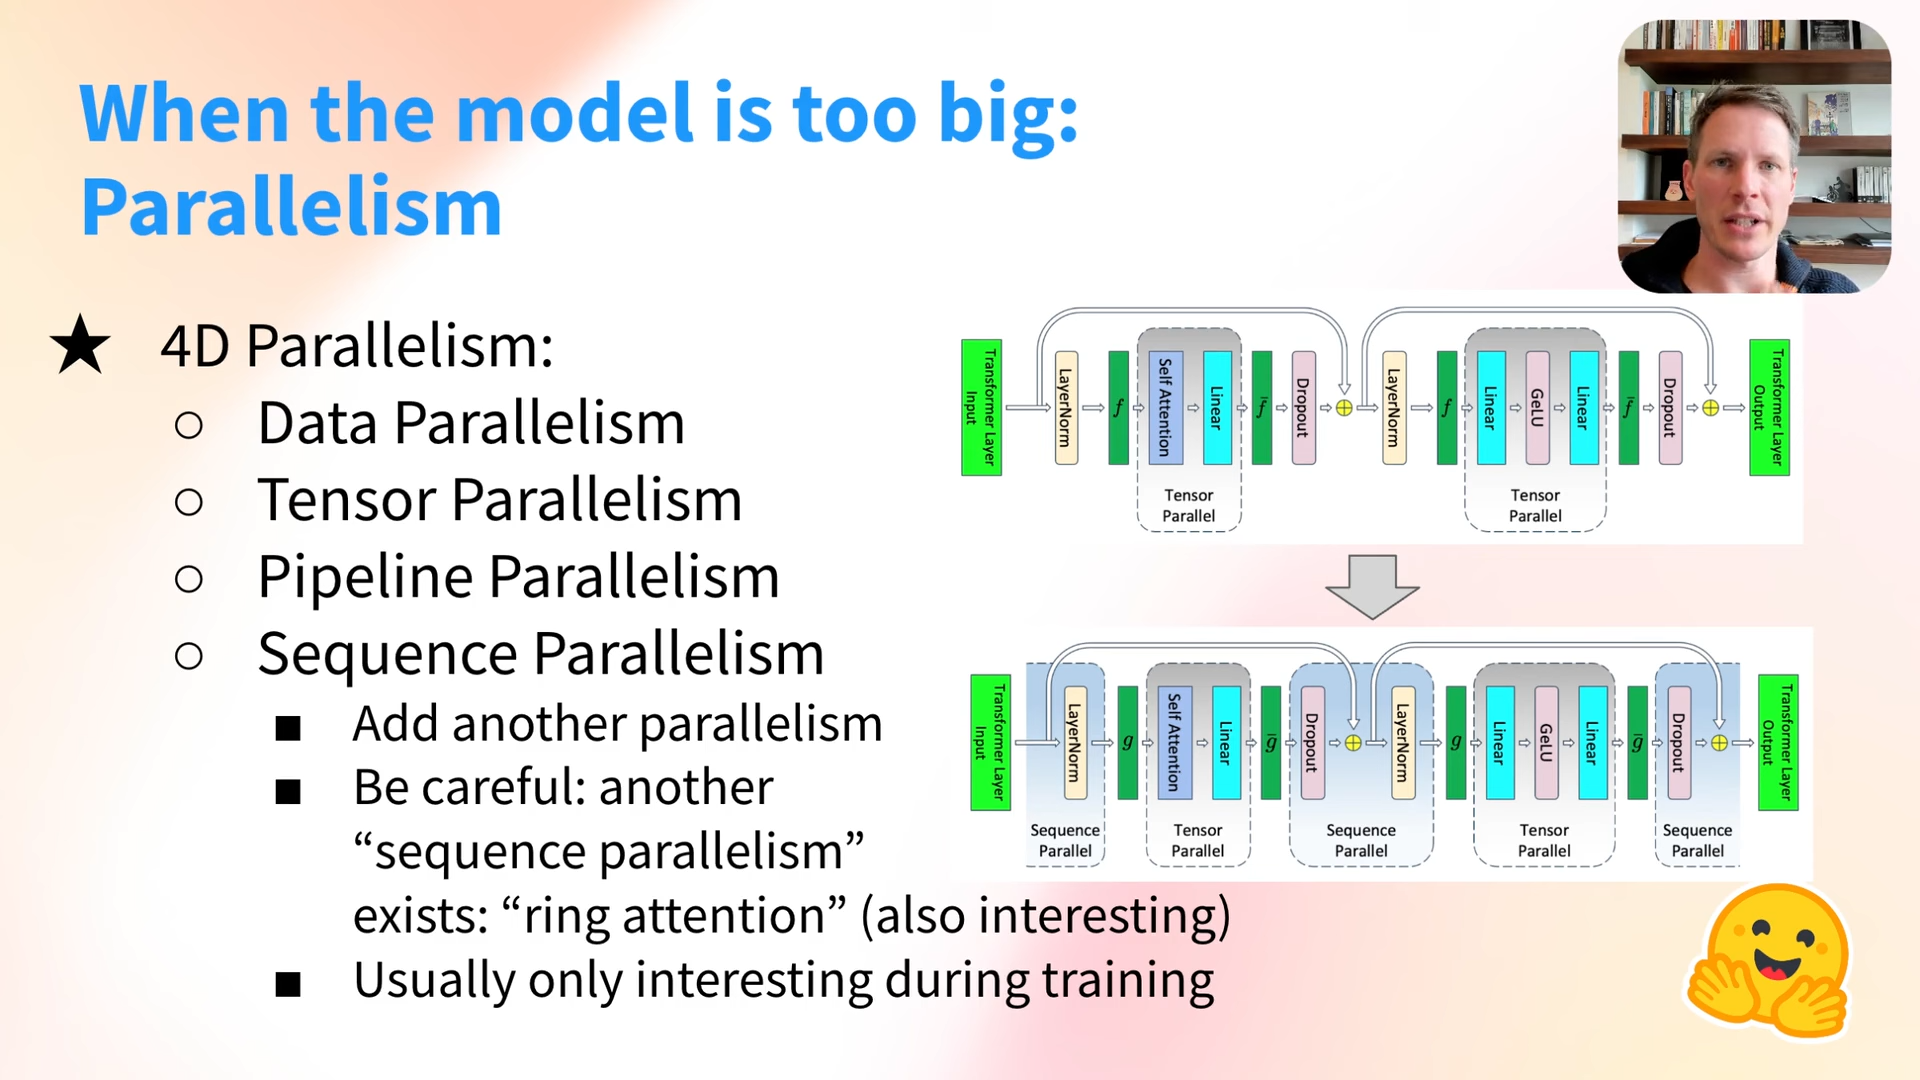 When the model is too big:
Parallelism
★ 4D Parallelism:
○ Data Parallelism
○ Tensor Parallelism
○ Pipeline Parallelism
○ Sequence Parallelism
■ Add another parallelism
■ Be careful: another
“sequence parallelism”
exists: “ring attention” (also interesting)
■ Usually only interesting during training
Transformer Layer
Input
LayerNorm
f
Self Attention
Linear
f̄
Dropout
LayerNorm
f
Linear
GeLU
Linear
f̄
Dropout
Transformer Layer
Output
Tensor
Parallel
Tensor
Parallel
Transformer Layer
Input
LayerNorm
g
Self Attention
Linear
ḡ
Dropout
LayerNorm
g
Linear
GeLU
Linear
ḡ
Dropout
Transformer Layer
Output
Sequence
Parallel
Tensor
Parallel
Sequence
Parallel
Tensor
Parallel
Sequence
Parallel